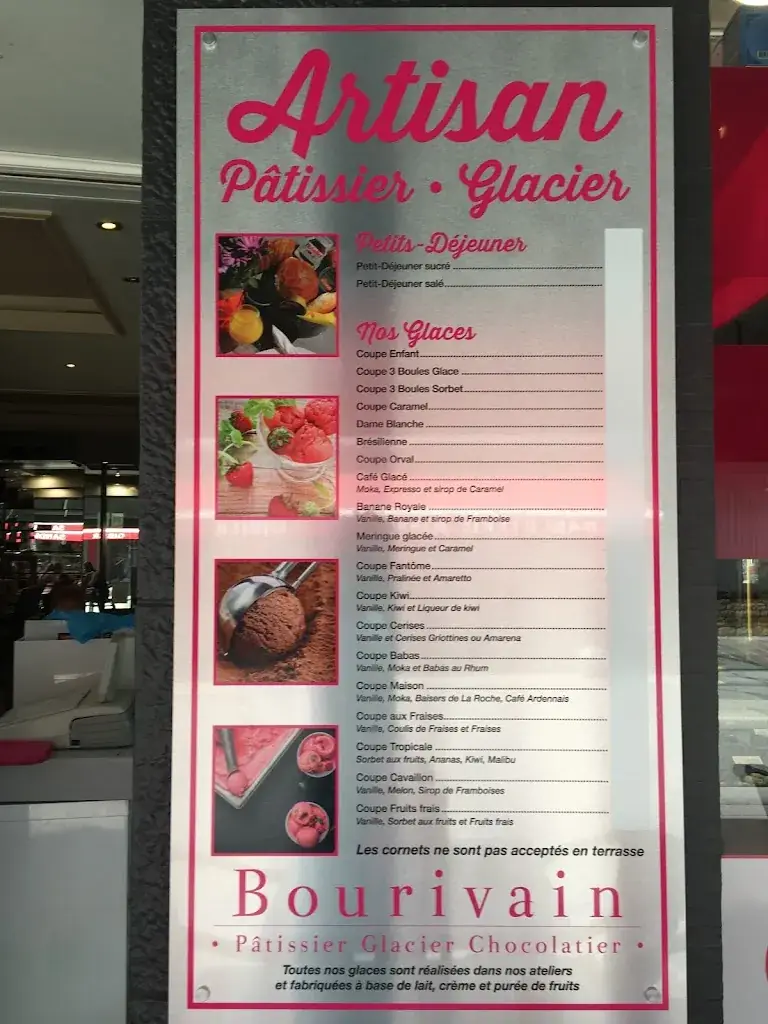 Artisan
Pâtissier • Glacier
Petits-Déjeuner
Petit-Déjeuner sucré
Petit-Déjeuner salé
Nos Glaces
Coupe Enfant
Coupe 3 Boules Glace
Coupe 3 Boules Sorbet
Coupe Caramel
Dame Blanche
Brésilienne
Coupe Orval
Café Glacé
Moka, Expresso et sirop de Caramel
Banane Royale
Vanille, Banane et sirop de Framboise
Meringue glacée
Vanille, Meringue et Caramel
Coupe Fantôme
Vanille, Pralinée et Amaretto
Coupe Kiwi
Vanille, Kiwi et Liqueur de kiwi
Coupe Cerises
Vanille et Cerises Griottines ou Amarena
Coupe Babas
Vanille, Moka et Babas au Rhum
Coupe Maison
Vanille, Moka, Baisers de La Roche, Café Ardennais
Coupe aux Fraises
Vanille, Coulis de Fraises et Fraises
Coupe Tropicale
Sorbet aux fruits, Ananas, Kiwi, Malibu
Coupe Cavaillon
Vanille, Melon, Sirop de Framboises
Coupe Fruits frais
Vanille, Sorbet aux fruits et Fruits frais
Les cornets ne sont pas acceptés en terrasse
Bourivain
• Pâtissier Glacier Chocolatier •
Toutes nos glaces sont réalisées dans nos ateliers
et fabriquées à base de lait, crème et purée de fruits